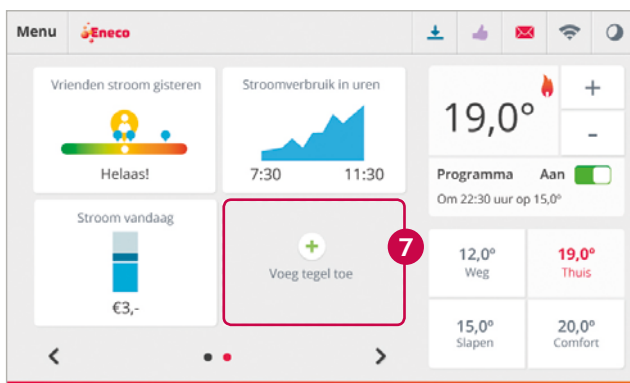 Menu
Eneco
Vrienden stroom gisteren
Helaas!
Stroomverbruik in uren
7:30 11:30
Stroom vandaag
€3,-
Voeg tegel toe
7
19,0°
+
-
Programma Aan
Om 22:30 uur op 15,0°
12,0°
Weg
19,0°
Thuis
15,0°
Slapen
20,0°
Comfort